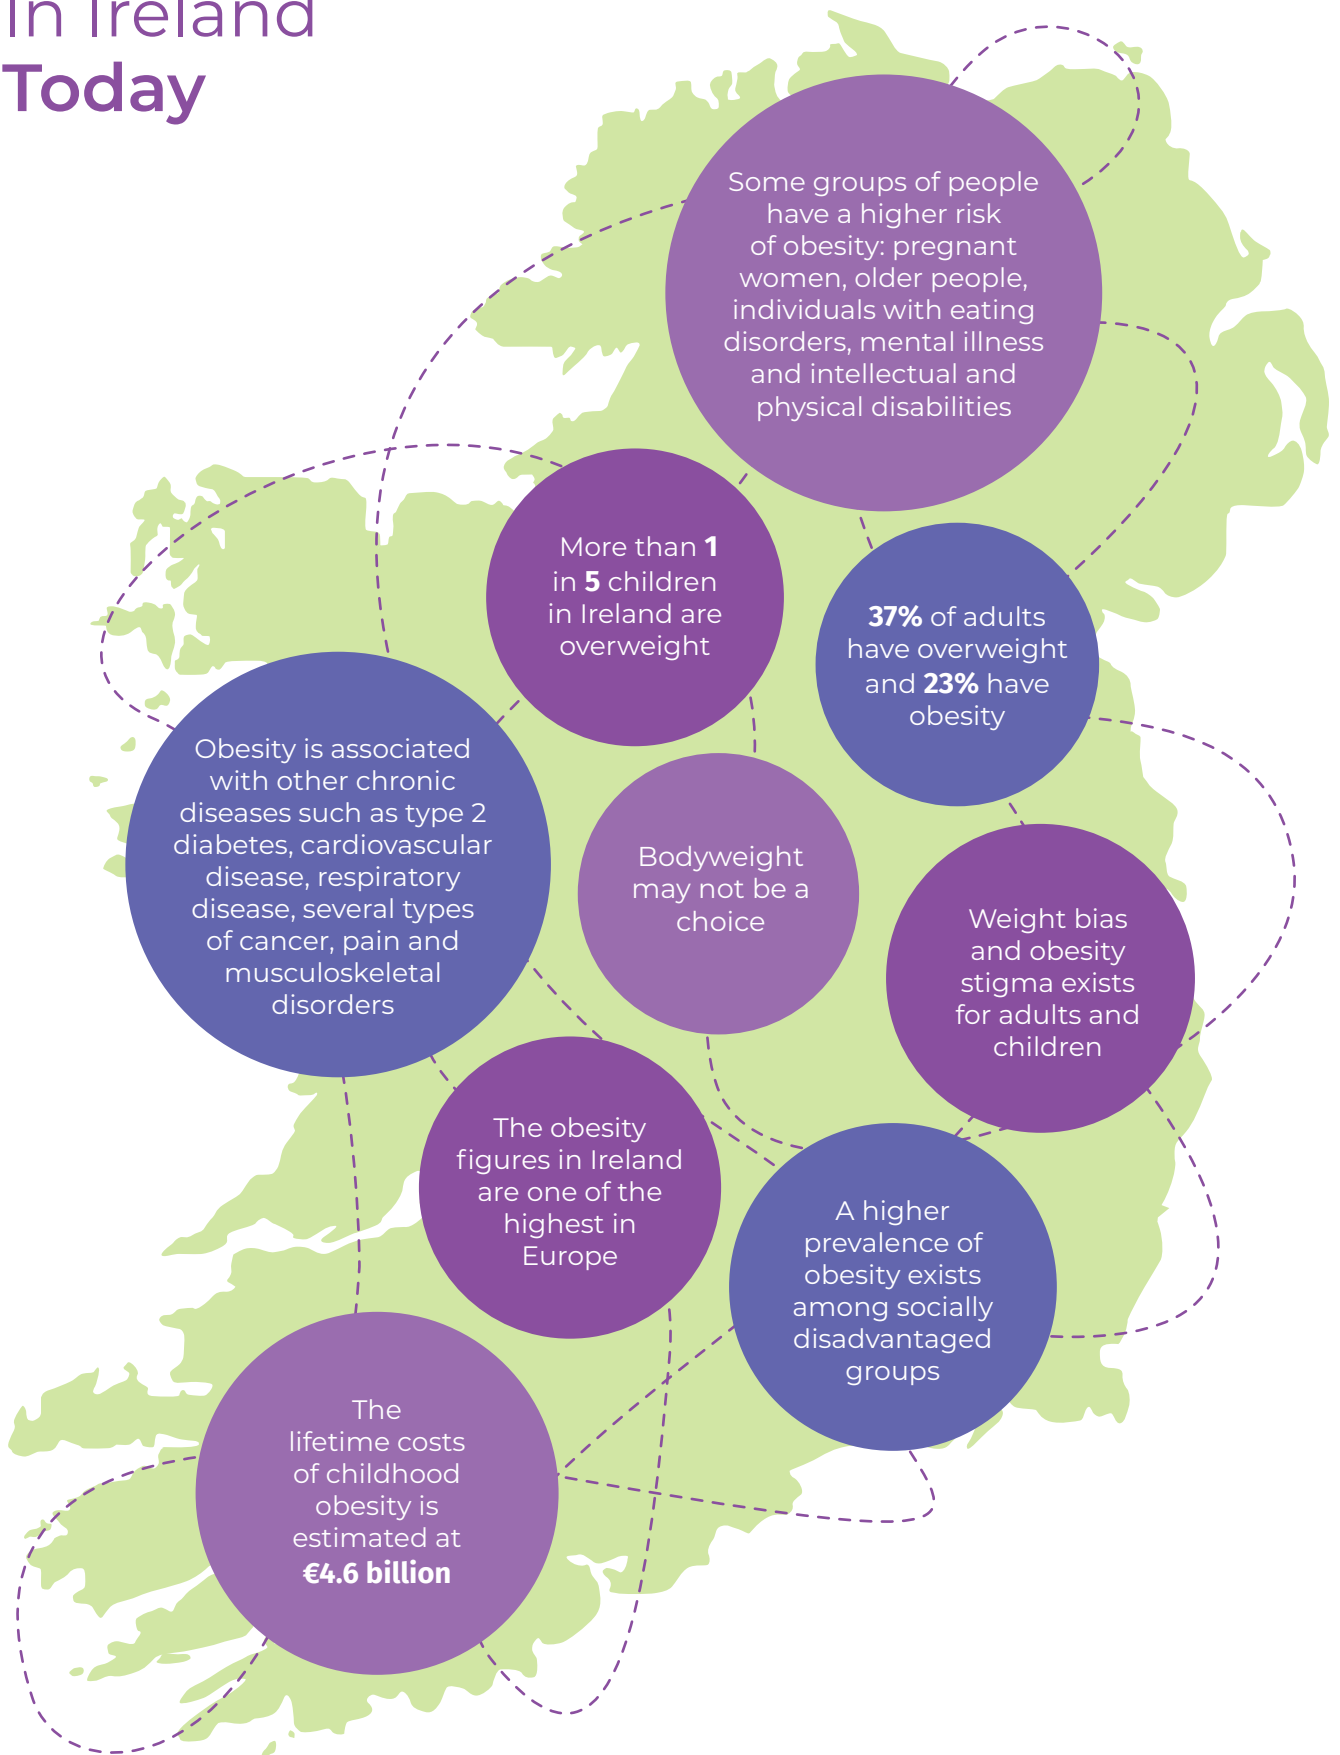 In Ireland
Today
Some groups of people
have a higher risk
of obesity: pregnant
women, older people,
individuals with eating
disorders, mental illness
and intellectual and
physical disabilities
More than 1
in 5 children
in Ireland are
overweight
37% of adults
have overweight
and 23% have
obesity
Obesity is associated
with other chronic
diseases such as type 2
diabetes, cardiovascular
disease, respiratory
disease, several types
of cancer, pain and
musculoskeletal
disorders
Bodyweight
may not be a
choice
Weight bias
and obesity
stigma exists
for adults and
children
The obesity
figures in Ireland
are one of the
highest in
Europe
A higher
prevalence of
obesity exists
among socially
disadvantaged
groups
The
lifetime costs
of childhood
obesity is
estimated at
€4.6 billion